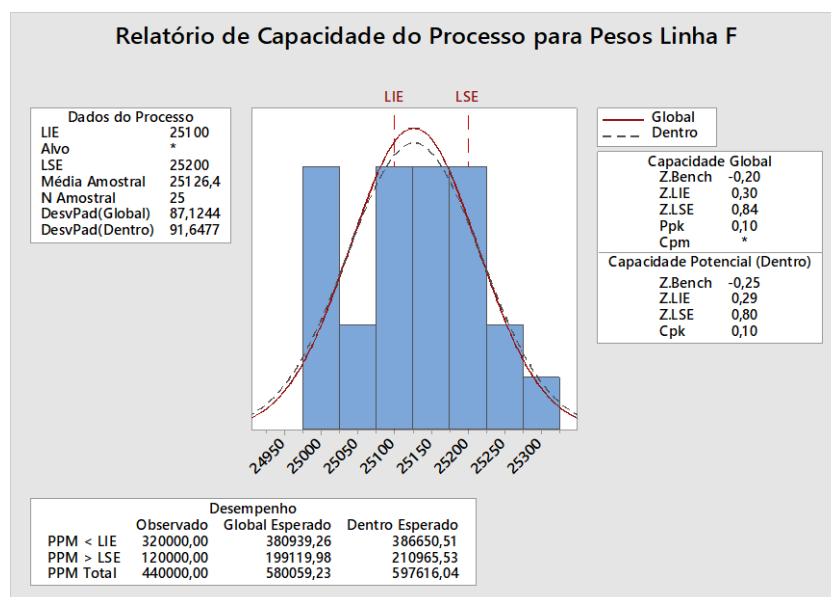 Relatório de Capacidade do Processo para Pesos Linha F
Dados do Processo
LIE 25100
Alvo *
LSE 25200
Média Amostral 25126,4
N Amostral 25
DesvPad(Global) 87,1244
DesvPad(Dentro) 91,6477
LIE LSE
Global
Dentro
Capacidade Global
Z.Bench -0,20
Z.LIE 0,30
Z.LSE 0,84
Ppk 0,10
Cpm *
Capacidade Potencial (Dentro)
Z.Bench -0,25
Z.LIE 0,29
Z.LSE 0,80
Cpk 0,10
24950 25000 25050 25100 25150 25200 25250 25300
Desempenho
Observado Global Esperado Dentro Esperado
PPM < LIE 320000,00 380939,26 386650,51
PPM > LSE 120000,00 199119,98 210965,53
PPM Total 440000,00 580059,23 597616,04